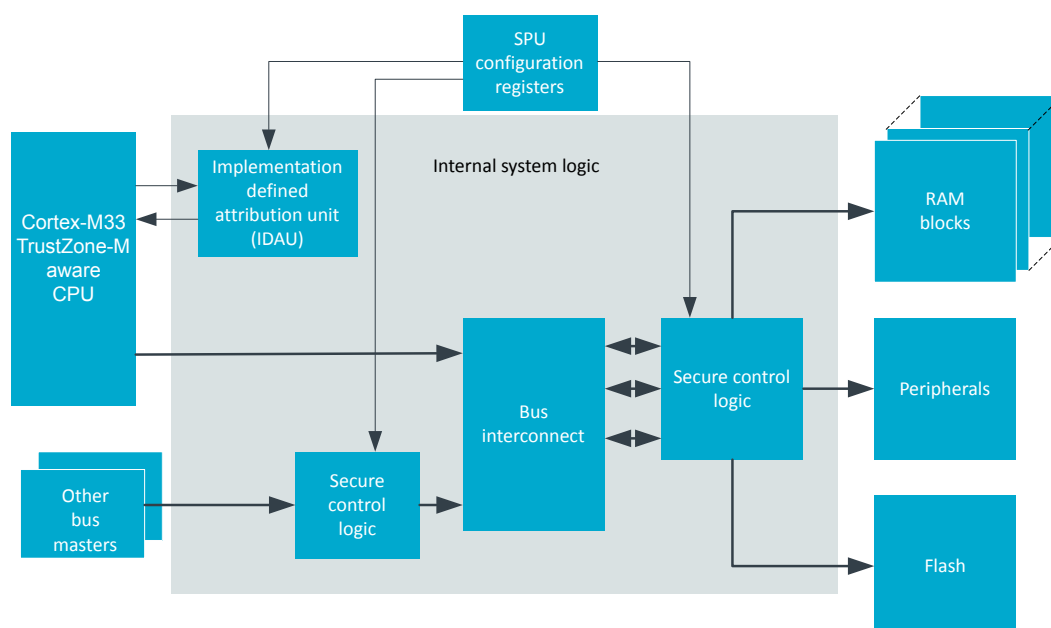 SPU
configuration
registers
Internal system logic
Implementation
defined
attribution unit
(IDAU)
Cortex-M33
TrustZone-M
aware
CPU
RAM
blocks
Bus
interconnect
Secure control
logic
Peripherals
Other
bus
masters
Secure
control
logic
Flash